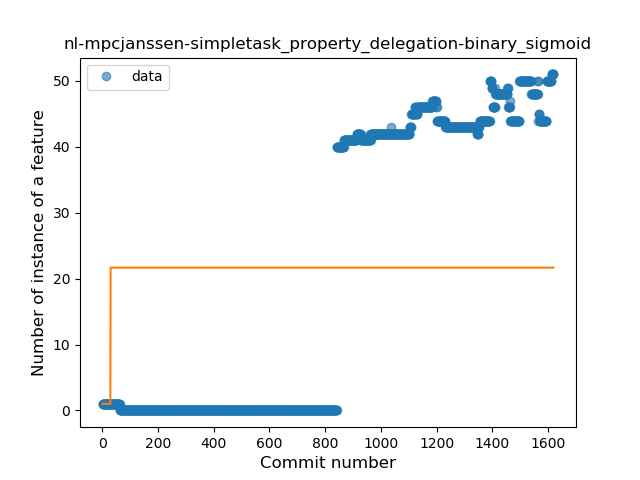 nl-mpcjanssen-simpletask_property_delegation-binary_sigmoid
data
Number of instance of a feature
50
40
30
20
10
0
0 200 400 600 800 1000 1200 1400 1600
Commit number